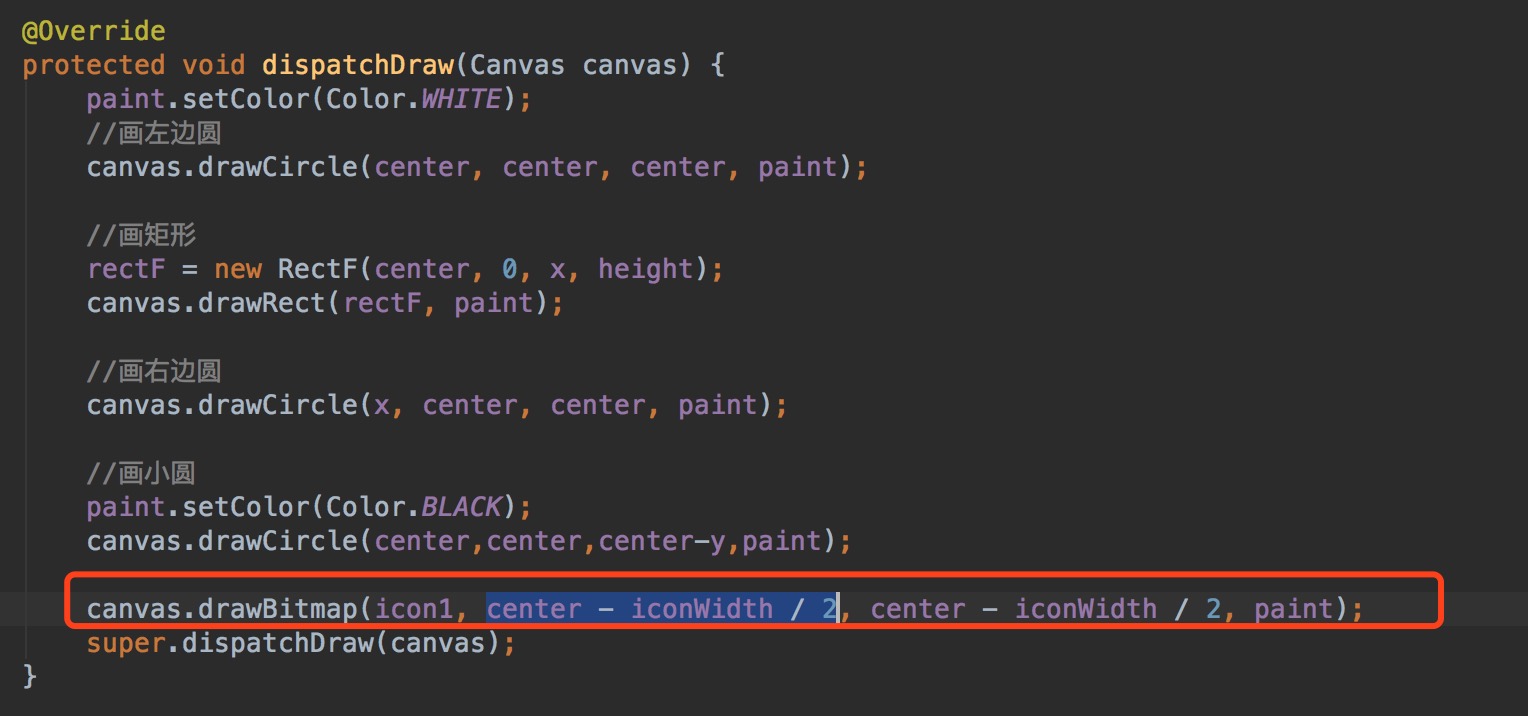 @Override
protected void dispatchDraw(Canvas canvas) {
paint.setColor(Color.WHITE);
//画左边圆
canvas.drawCircle(center, center, center, paint);
//画矩形
rectF = new RectF(center, 0, x, height);
canvas.drawRect(rectF, paint);
//画右边圆
canvas.drawCircle(x, center, center, paint);
//画小圆
paint.setColor(Color.BLACK);
canvas.drawCircle(center,center,center-y,paint);
canvas.drawBitmap(icon1, center - iconWidth / 2, center - iconWidth / 2, paint);
super.dispatchDraw(canvas);
}